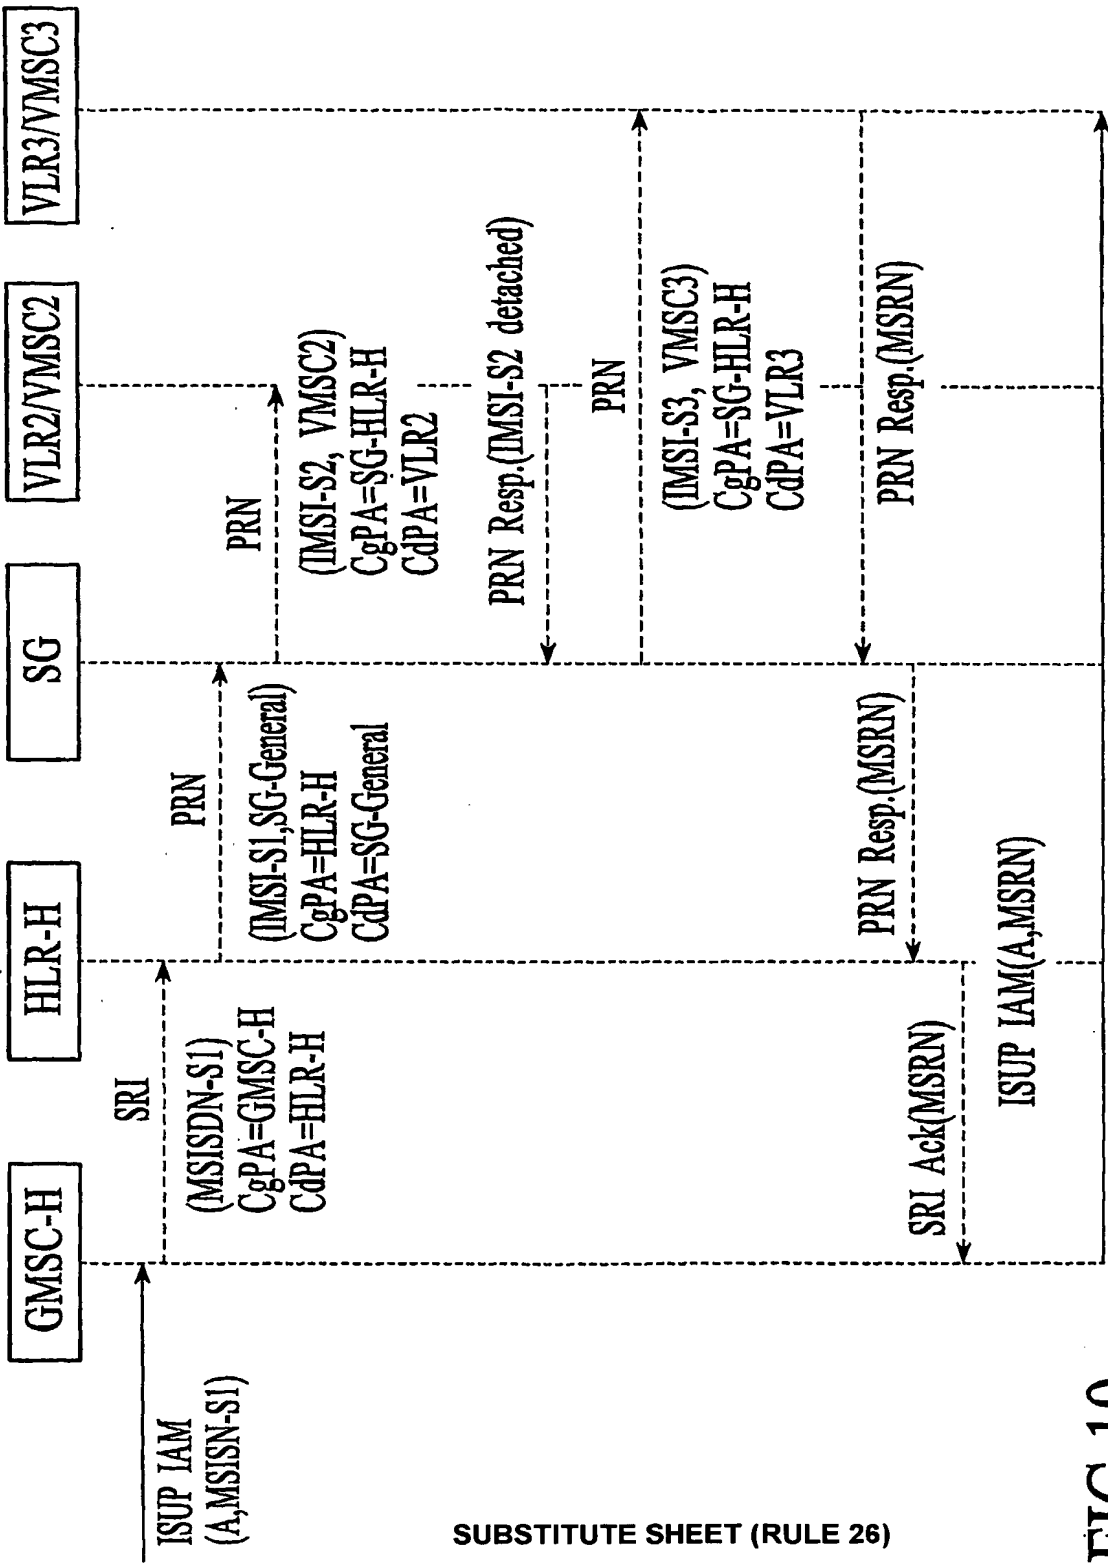 GMSC-H
HLR-H
SG
VLR2/VMSC2
VLR3/VMSC3
ISUP IAM
(A,MSISN-S1)
SRI
(MSISDN-S1)
CgPA=GMSC-H
CdPA=HLR-H
PRN
(IMSI-S1,SG-General)
CgPA=HLR-H
CdPA=SG-General
PRN
(IMSI-S2, VMSC2)
CgPA=SG-HLR-H
CdPA=VLR2
PRN Resp.(IMSI-S2 detached)
PRN
(IMSI-S3, VMSC3)
CgPA=SG-HLR-H
CdPA=VLR3
PRN Resp.(MSRN)
PRN Resp.(MSRN)
SRI Ack(MSRN)
ISUP IAM(A,MSRN)
FIG.10
SUBSTITUTE SHEET (RULE 26)